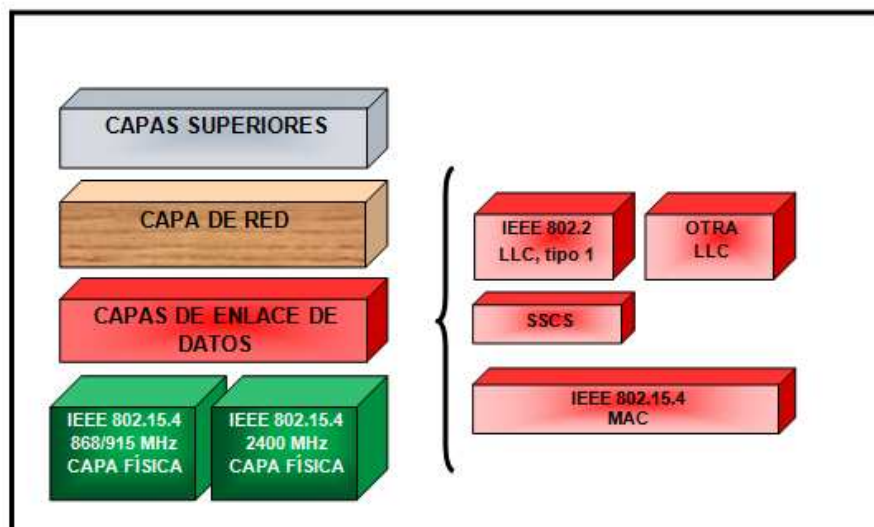 CAPAS SUPERIORES
CAPA DE RED
CAPAS DE ENLACE DE
DATOS
IEEE 802.15.4
868/915 MHz
CAPA FÍSICA
IEEE 802.15.4
2400 MHz
CAPA FÍSICA
IEEE 802.2
LLC, tipo 1
OTRA
LLC
SSCS
IEEE 802.15.4
MAC